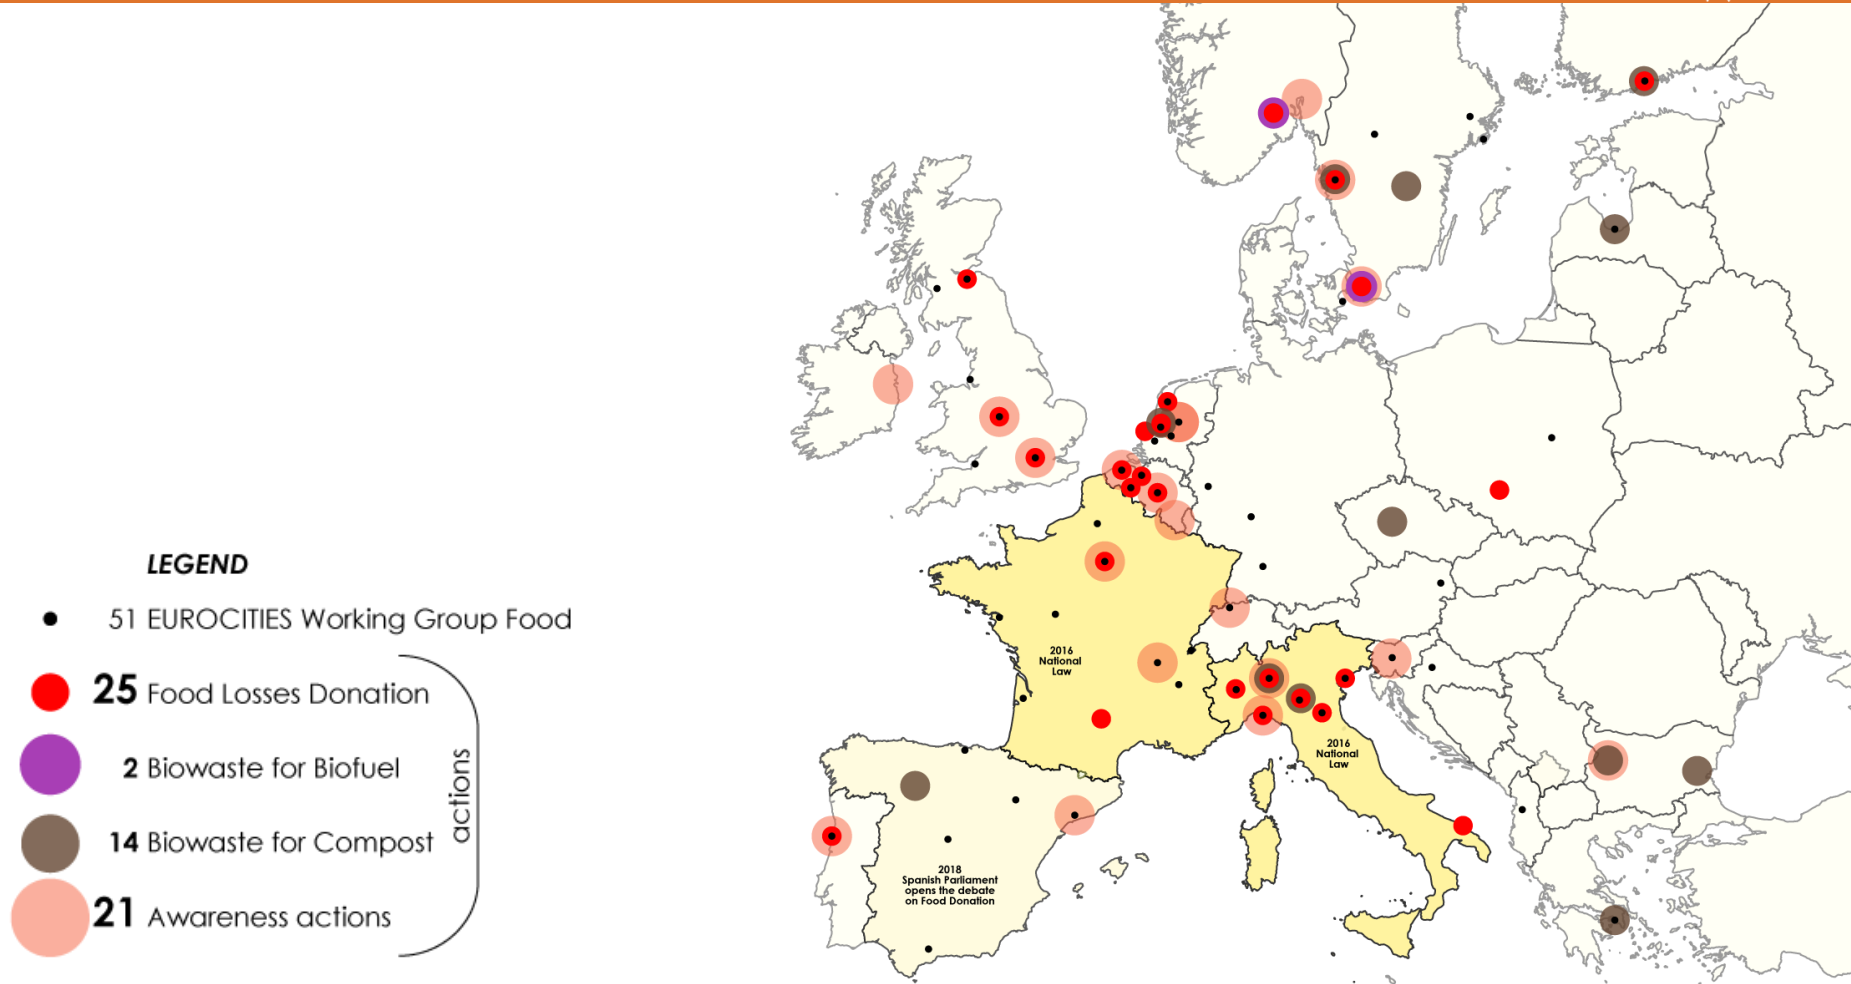 LEGEND
51 EUROCITIES Working Group Food
25 Food Losses Donation
2 Biowaste for Biofuel
14 Biowaste for Compost
21 Awareness actions
actions
2016
National
Law
2016
National
Law
2018
Spanish Parliament
opens the debate
on Food Donation